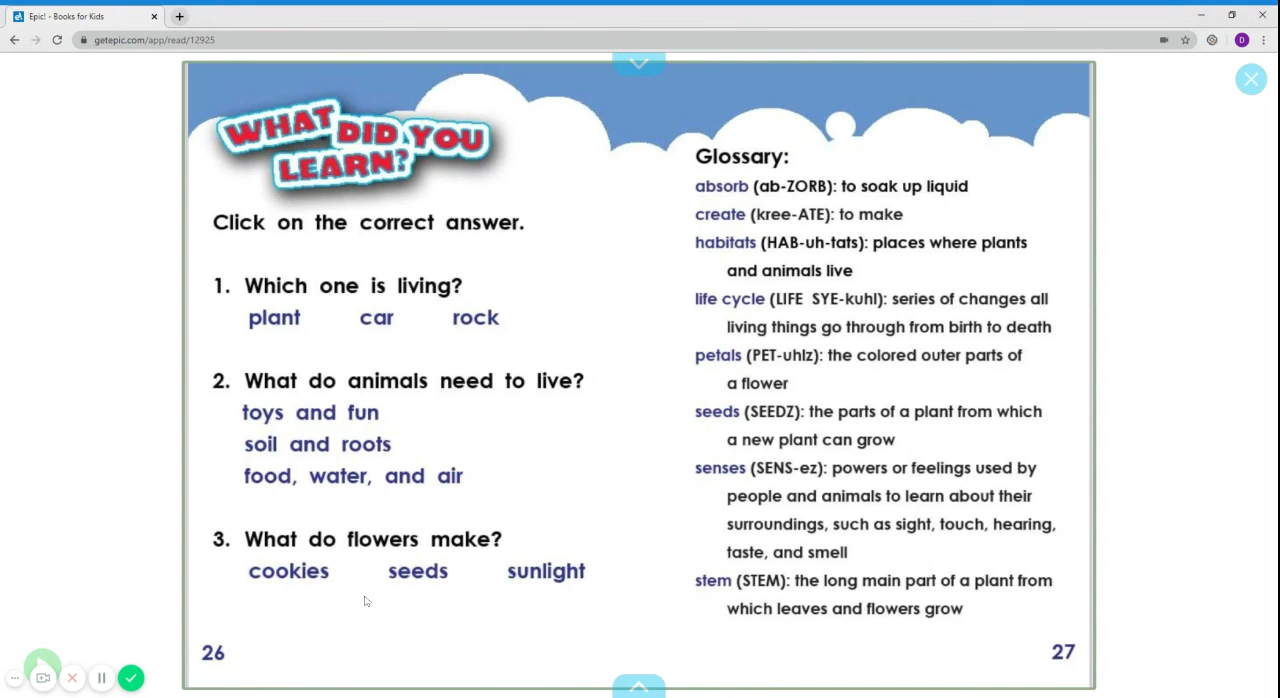 Epic! - Books for Kids
getepic.com/app/read/12925
D
WHAT DID YOU
LEARN?
Click on the correct answer.
1. Which one is living?
plant car rock
2. What do animals need to live?
toys and fun
soil and roots
food, water, and air
3. What do flowers make?
cookies seeds sunlight
26
Glossary:
absorb (ab-ZORB): to soak up liquid
create (kree-ATE): to make
habitats (HAB-uh-tats): places where plants
and animals live
life cycle (LIFE SYE-kuhl): series of changes all
living things go through from birth to death
petals (PET-uhlz): the colored outer parts of
a flower
seeds (SEEDZ): the parts of a plant from which
a new plant can grow
senses (SENS-ez): powers or feelings used by
people and animals to learn about their
surroundings, such as sight, touch, hearing,
taste, and smell
stem (STEM): the long main part of a plant from
which leaves and flowers grow
27